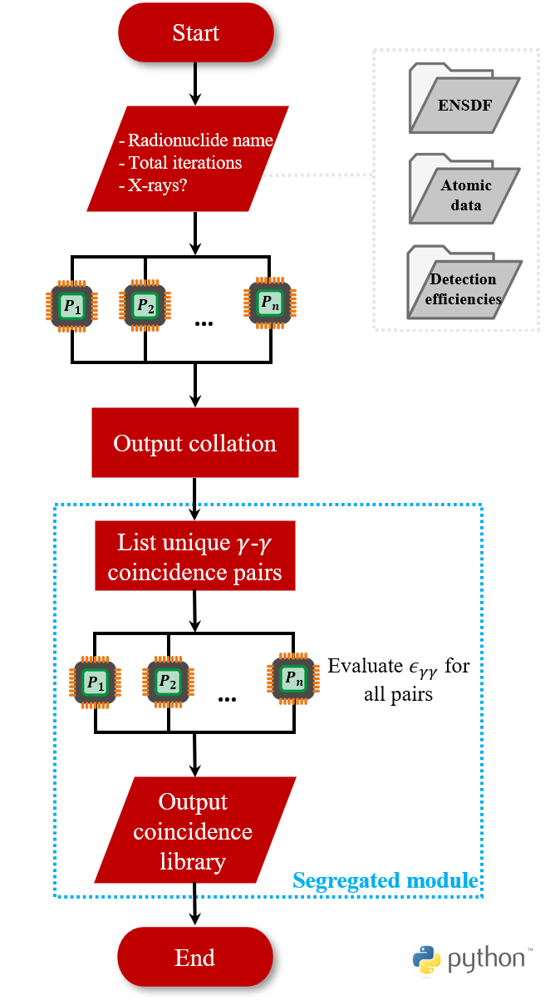 Start
- Radionuclide name
- Total iterations
- X-rays?
ENSDF
Atomic
data
Detection
efficiencies
P1
P2
...
Pn
Output collation
List unique γ-γ
coincidence pairs
P1
P2
...
Pn
Evaluate ϵγγ for
all pairs
Output
coincidence
library
Segregated module
End
python™